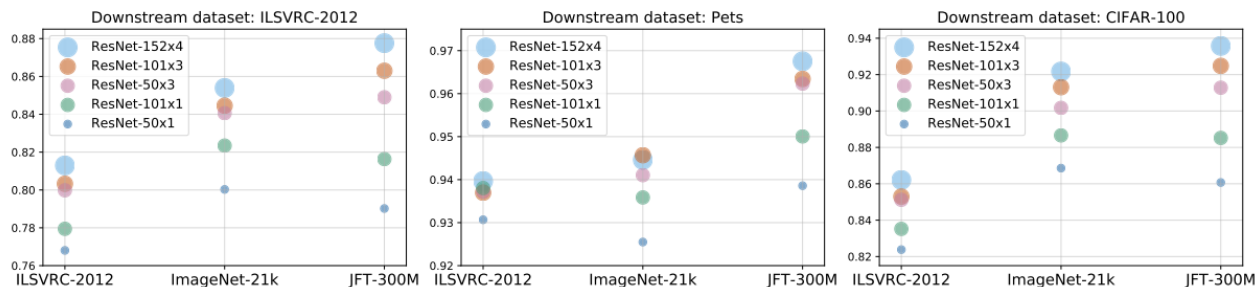 Downstream dataset: ILSVRC-2012
0.88
0.86
0.84
0.82
0.80
0.78
0.76
ResNet-152x4
ResNet-101x3
ResNet-50x3
ResNet-101x1
ResNet-50x1
ILSVRC-2012
ImageNet-21k
JFT-300M
Downstream dataset: Pets
0.97
0.96
0.95
0.94
0.93
0.92
ResNet-152x4
ResNet-101x3
ResNet-50x3
ResNet-101x1
ResNet-50x1
ILSVRC-2012
ImageNet-21k
JFT-300M
Downstream dataset: CIFAR-100
0.94
0.92
0.90
0.88
0.86
0.84
0.82
ResNet-152x4
ResNet-101x3
ResNet-50x3
ResNet-101x1
ResNet-50x1
ILSVRC-2012
ImageNet-21k
JFT-300M